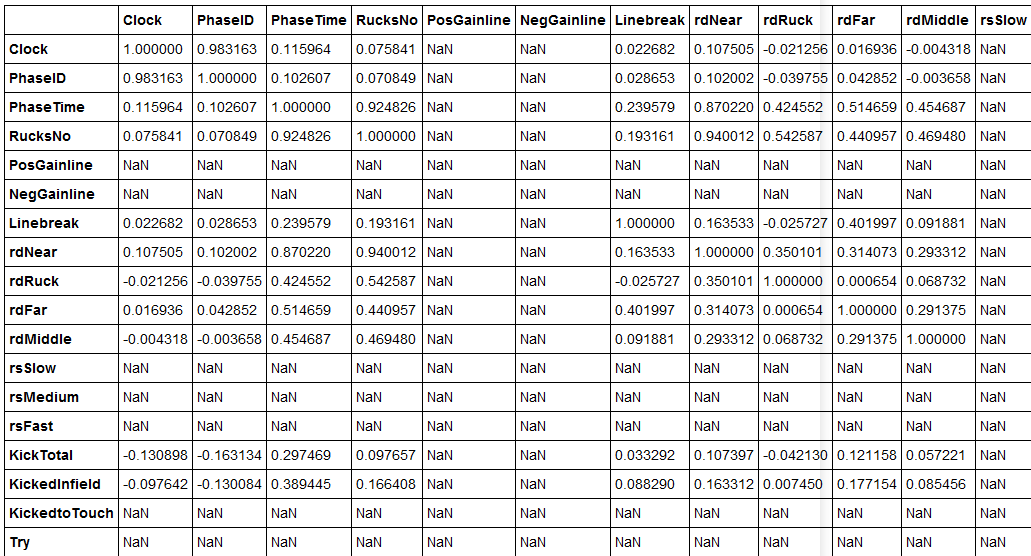 Clock PhaseID PhaseTime RucksNo PosGainline NegGainline Linebreak rdNear rdRuck rdFar rdMiddle rsSlow
Clock 1.000000 0.983163 0.115964 0.075841 NaN NaN 0.022682 0.107505 -0.021256 0.016936 -0.004318 NaN
PhaseID 0.983163 1.000000 0.102607 0.070849 NaN NaN 0.028653 0.102002 -0.039755 0.042852 -0.003658 NaN
PhaseTime 0.115964 0.102607 1.000000 0.924826 NaN NaN 0.239579 0.870220 0.424552 0.514659 0.454687 NaN
RucksNo 0.075841 0.070849 0.924826 1.000000 NaN NaN 0.193161 0.940012 0.542587 0.440957 0.469480 NaN
PosGainline NaN NaN NaN NaN NaN NaN NaN NaN NaN NaN NaN NaN
NegGainline NaN NaN NaN NaN NaN NaN NaN NaN NaN NaN NaN NaN
Linebreak 0.022682 0.028653 0.239579 0.193161 NaN NaN 1.000000 0.163533 -0.025727 0.401997 0.091881 NaN
rdNear 0.107505 0.102002 0.870220 0.940012 NaN NaN 0.163533 1.000000 0.350101 0.314073 0.293312 NaN
rdRuck -0.021256 -0.039755 0.424552 0.542587 NaN NaN -0.025727 0.350101 1.000000 0.000654 0.068732 NaN
rdFar 0.016936 0.042852 0.514659 0.440957 NaN NaN 0.401997 0.314073 0.000654 1.000000 0.291375 NaN
rdMiddle -0.004318 -0.003658 0.454687 0.469480 NaN NaN 0.091881 0.293312 0.068732 0.291375 1.000000 NaN
rsSlow NaN NaN NaN NaN NaN NaN NaN NaN NaN NaN NaN NaN
rsMedium NaN NaN NaN NaN NaN NaN NaN NaN NaN NaN NaN NaN
rsFast NaN NaN NaN NaN NaN NaN NaN NaN NaN NaN NaN NaN
KickTotal -0.130898 -0.163134 0.297469 0.097657 NaN NaN 0.033292 0.107397 -0.042130 0.121158 0.057221 NaN
KickedInfield -0.097642 -0.130084 0.389445 0.166408 NaN NaN 0.088290 0.163312 0.007450 0.177154 0.085456 NaN
KickedtoTouch NaN NaN NaN NaN NaN NaN NaN NaN NaN NaN NaN NaN
Try NaN NaN NaN NaN NaN NaN NaN NaN NaN NaN NaN NaN